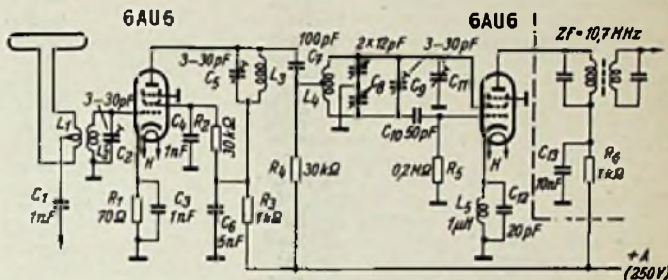 6AU6
6AU6
ZF=10,7 MHz
100pF
C7
2×12pF
3-30pF
3-30pF
C5
L3
L4
C8
C9
C11
3-30pF
L1
C2
C4
1nF
R2
30kΩ
C10 50pF
H
H
R4
30kΩ
0,2MΩ
R5
C13
10nF
R6
1kΩ
C1
1nF
R1
70Ω
C3
1nF
C6
5nF
R3
1kΩ
L5
1µH
C12
20pF
+A
(250V)